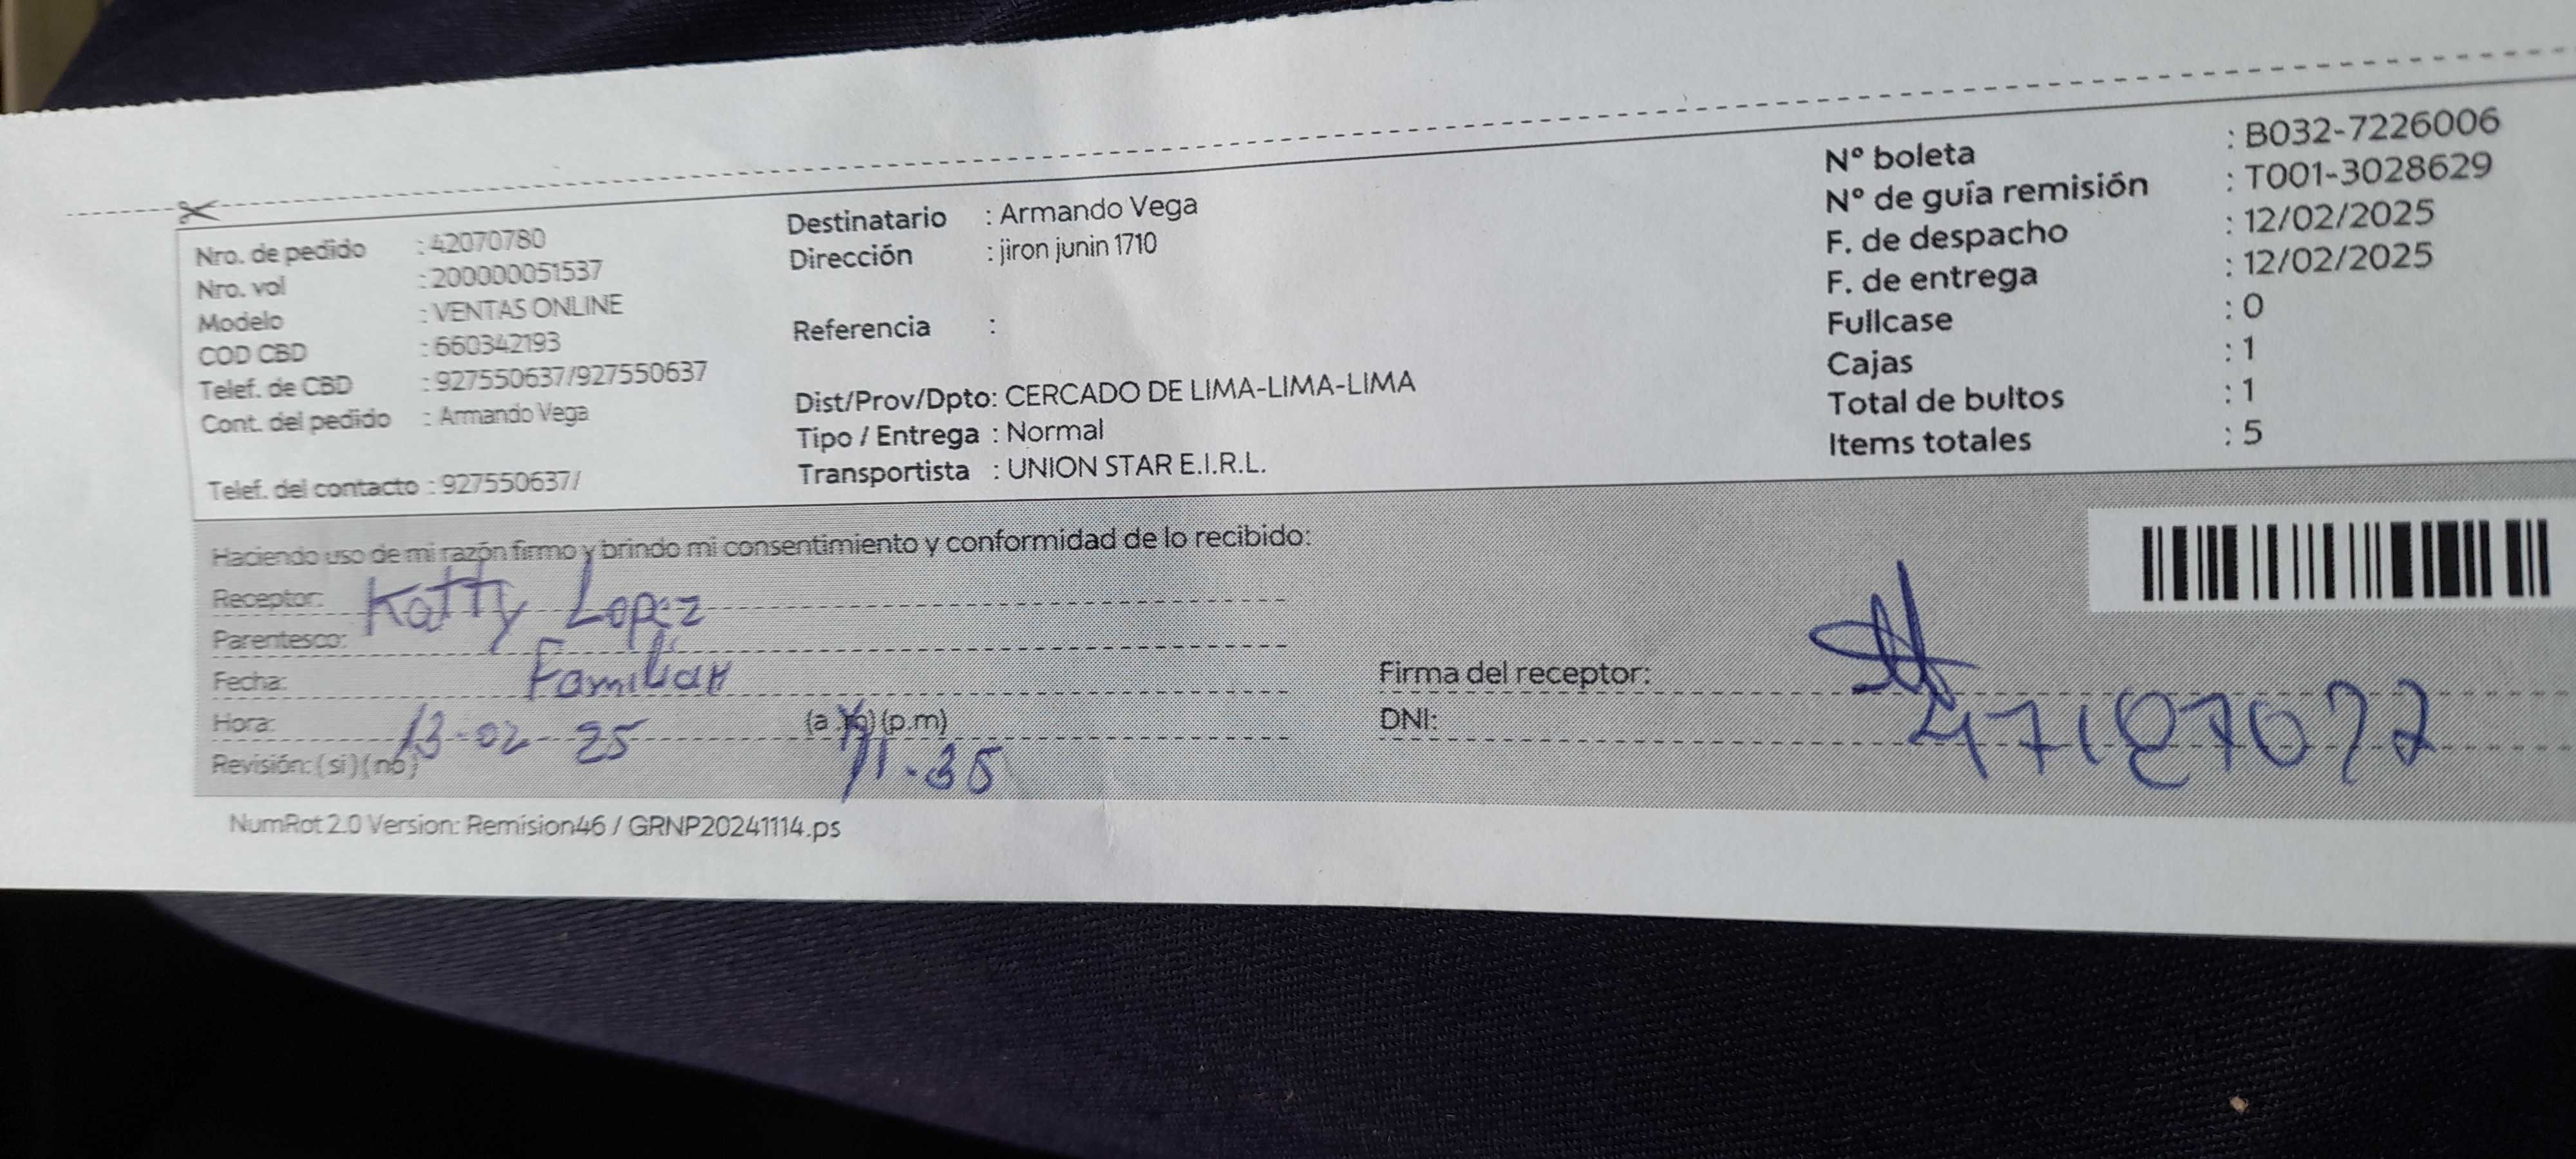 Nro. de pedido : 42070780
Nro. vol : 200000051537
Modelo : VENTAS ONLINE
COD CBD : 660342193
Telef. de CBD : 927550637/927550637
Cont. del pedido : Armando Vega
Telef. del contacto : 927550637/
Destinatario : Armando Vega
Dirección : jiron junin 1710
Referencia :
Dist/Prov/Dpto: CERCADO DE LIMA-LIMA-LIMA
Tipo / Entrega : Normal
Transportista : UNION STAR E.I.R.L.
N° boleta : B032-7226006
N° de guía remisión : T001-3028629
F. de despacho : 12/02/2025
F. de entrega : 12/02/2025
Fullcase : 0
Cajas : 1
Total de bultos : 1
Items totales : 5
Haciendo uso de mi razón firmo y brindo mi consentimiento y conformidad de lo recibido:
Receptor: Katty Lopez
Parentesco: Familiar
Fecha: 13-02-25
Hora: (a.m)(p.m) 11.35
Revisión: (si)(no)
Firma del receptor:
DNI:
NumRot 2.0 Version: Remision46 / GRNP20241114.ps